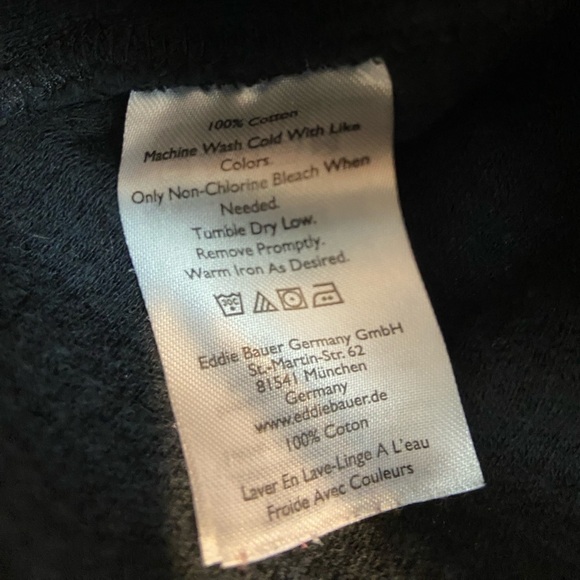 100% Cotton
Machine Wash Cold With Like
Colors.
Only Non-Chlorine Bleach When
Needed.
Tumble Dry Low.
Remove Promptly.
Warm Iron As Desired.
30C
Eddie Bauer Germany GmbH
St.-Martin-Str. 62
81541 München
Germany
www.eddiebauer.de
100% Coton
Laver En Lave-Linge A L'eau
Froide Avec Couleurs